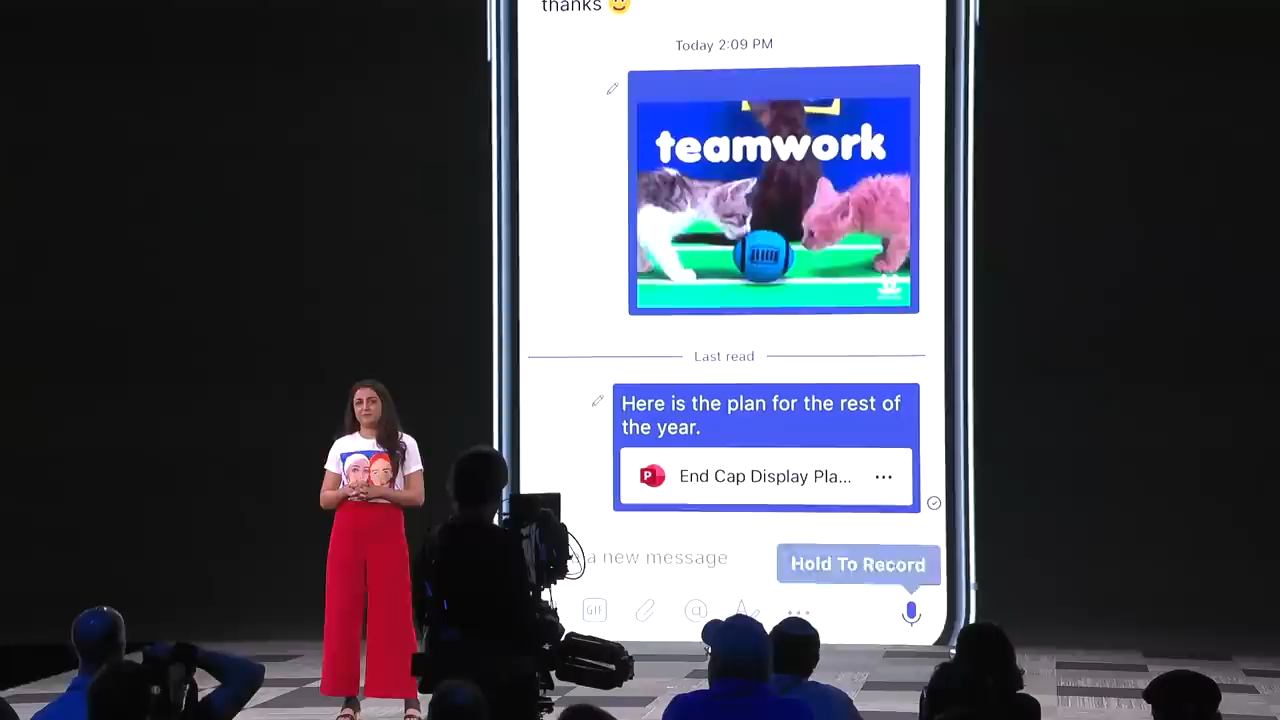 thanks
Today 2:09 PM
teamwork
Last read
Here is the plan for the rest of
the year.
P
End Cap Display Pla...
a new message
Hold To Record
GIF
@